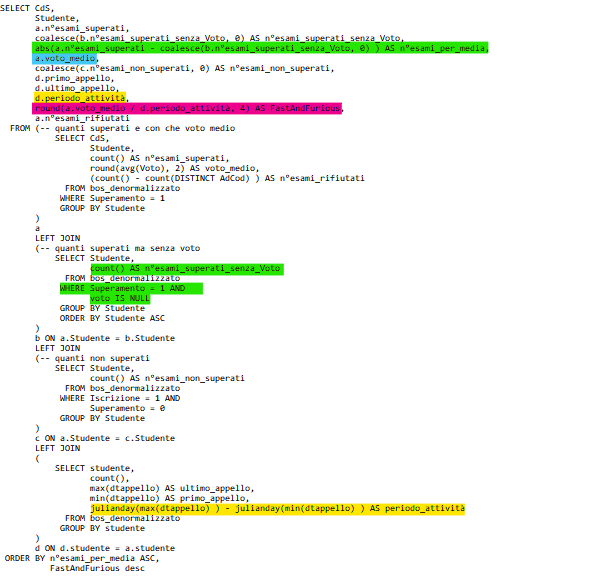 SELECT CdS,
Studente,
a.n°esami_superati,
coalesce(b.n°esami_superati_senza_Voto, 0) AS n°esami_superati_senza_Voto,
abs(a.n°esami_superati - coalesce(b.n°esami_superati_senza_Voto, 0) ) AS n°esami_per_media,
a.voto_medio,
coalesce(c.n°esami_non_superati, 0) AS n°esami_non_superati,
d.primo_appello,
d.ultimo_appello,
d.periodo_attività,
round(a.voto_medio / d.periodo_attività, 4) AS FastAndFurious,
a.n°esami_rifiutati
FROM (-- quanti superati e con che voto medio
SELECT CdS,
Studente,
count() AS n°esami_superati,
round(avg(Voto), 2) AS voto_medio,
(count() - count(DISTINCT AdCod) ) AS n°esami_rifiutati
FROM bos_denormalizzato
WHERE Superamento = 1
GROUP BY Studente
)
a
LEFT JOIN
(-- quanti superati ma senza voto
SELECT Studente,
count() AS n°esami_superati_senza_Voto
FROM bos_denormalizzato
WHERE Superamento = 1 AND
voto IS NULL
GROUP BY Studente
ORDER BY Studente ASC
)
b ON a.Studente = b.Studente
LEFT JOIN
(-- quanti non superati
SELECT Studente,
count() AS n°esami_non_superati
FROM bos_denormalizzato
WHERE Iscrizione = 1 AND
Superamento = 0
GROUP BY Studente
)
c ON a.Studente = c.Studente
LEFT JOIN
(
SELECT studente,
count(),
max(dtappello) AS ultimo_appello,
min(dtappello) AS primo_appello,
julianday(max(dtappello) ) - julianday(min(dtappello) ) AS periodo_attività
FROM bos_denormalizzato
GROUP BY studente
)
d ON d.studente = a.studente
ORDER BY n°esami_per_media ASC,
FastAndFurious desc